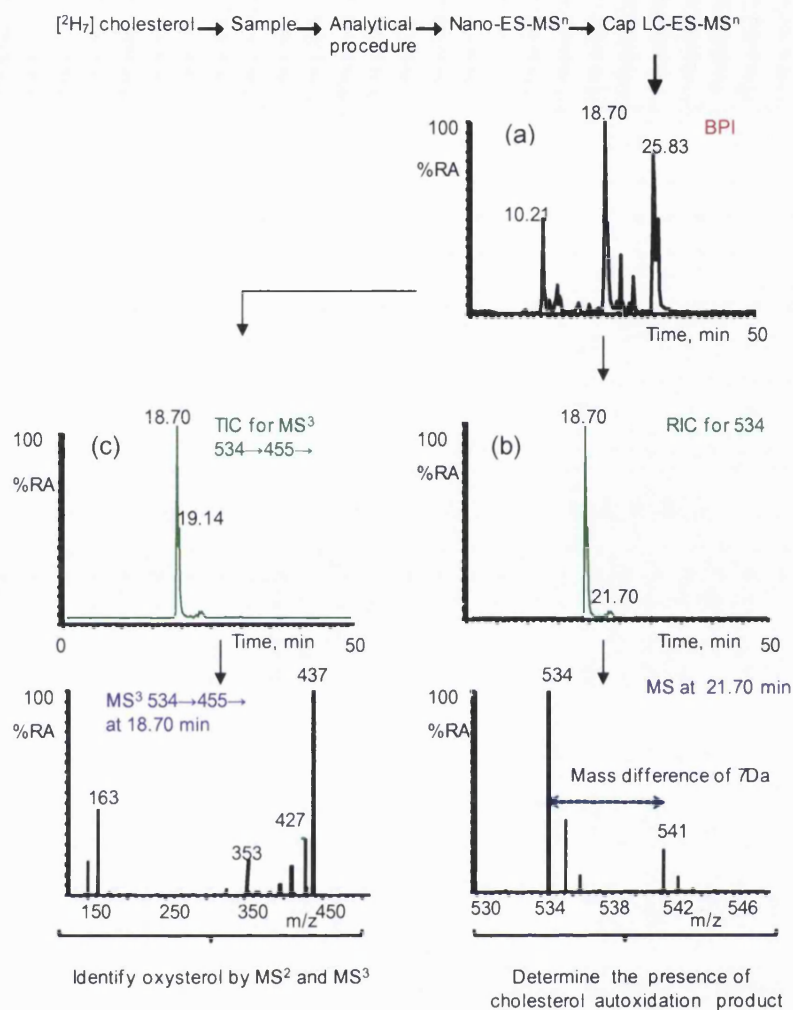 [²H₇] cholesterol → Sample → Analytical procedure → Nano-ES-MSⁿ → Cap LC-ES-MSⁿ
100
%RA
(a)
BPI
18.70
25.83
10.21
Time, min 50
100
%RA
(c)
18.70
TIC for MS³
534→455→
19.14
0
Time, min
50
100
%RA
(b)
18.70
RIC for 534
21.70
Time, min
50
100
%RA
MS³ 534→455→
at 18.70 min
437
163
427
353
150 250 350 450
m/z
Identify oxysterol by MS² and MS³
100
%RA
534
MS at 21.70 min
Mass difference of 7Da
541
530 534 538 542 546
m/z
Determine the presence of
cholesterol autoxidation product